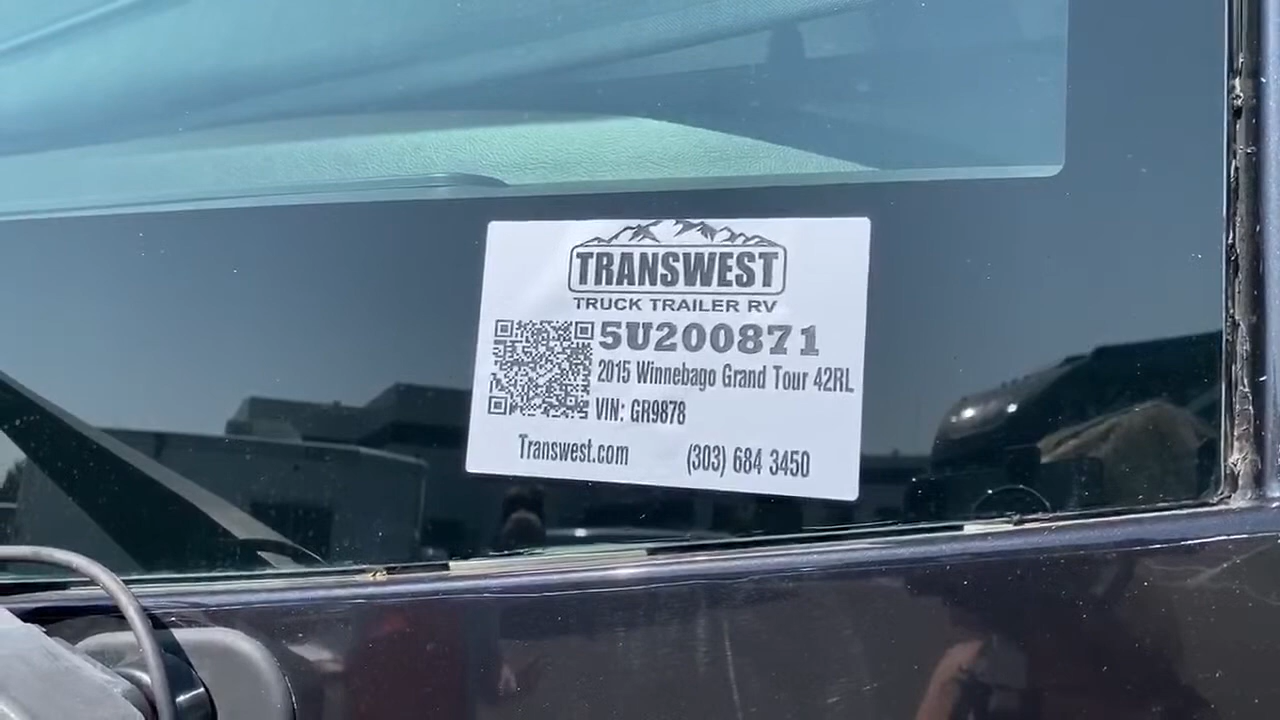 TRANSWEST
TRUCK TRAILER RV
5U200871
2015 Winnebago Grand Tour 42RL
VIN: GR9878
Transwest.com (303) 684 3450